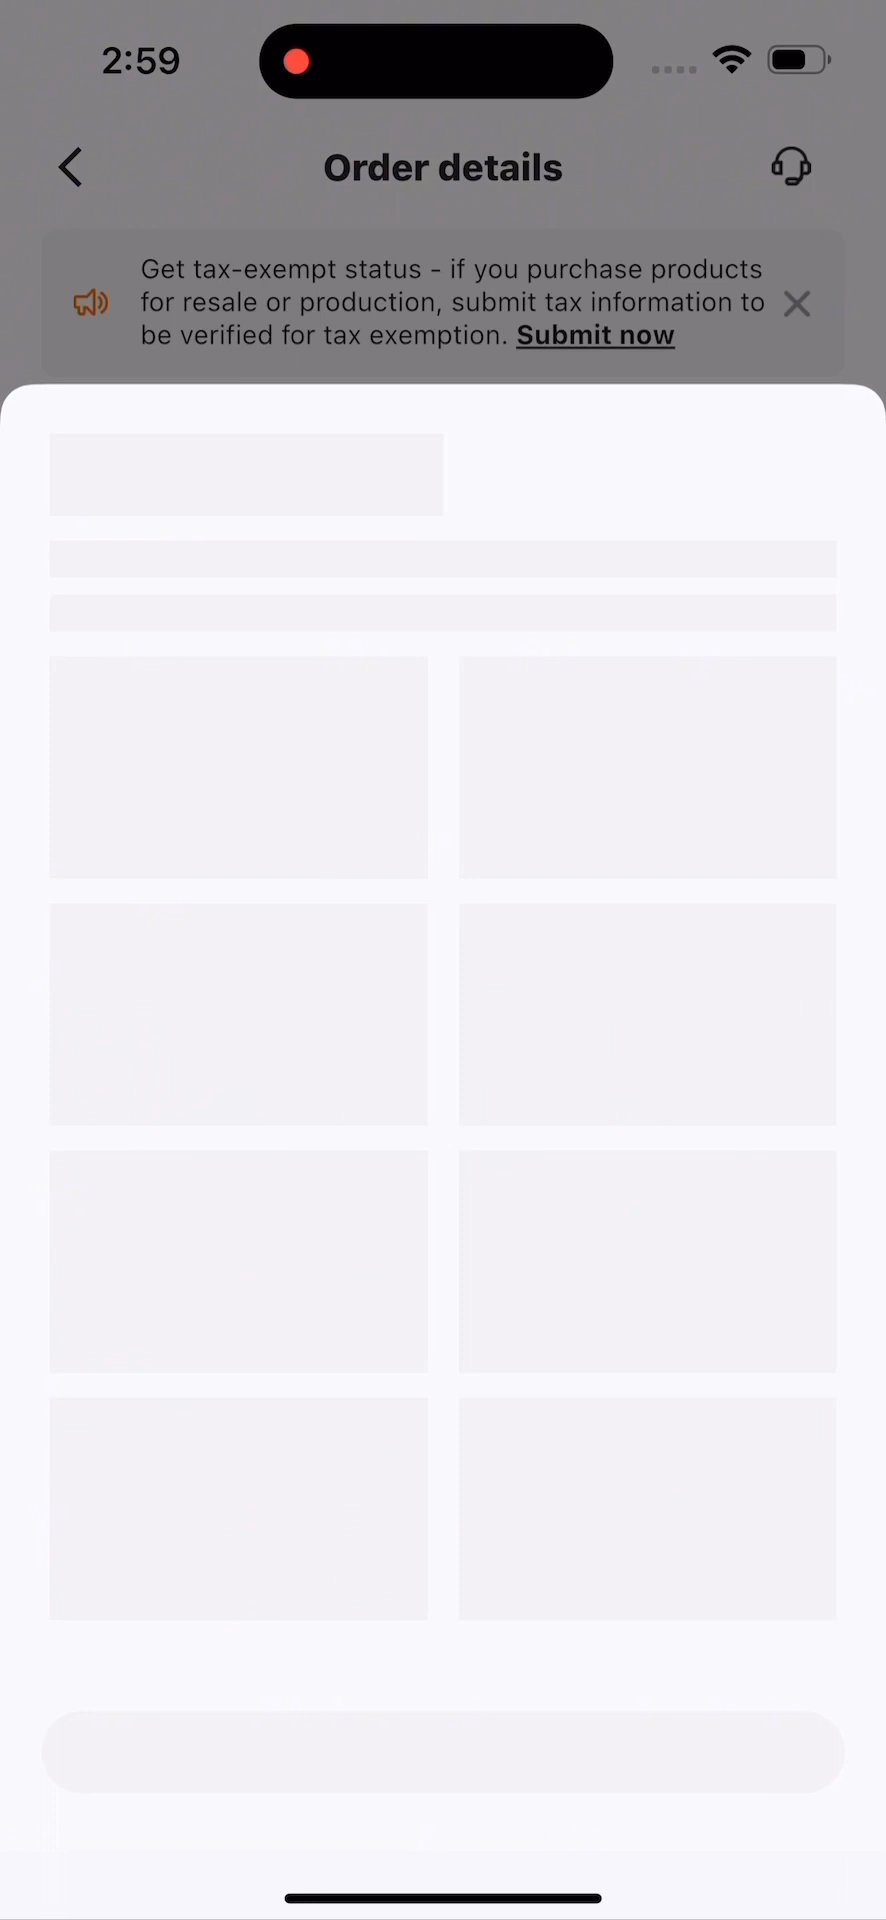 2:59
Order details
Get tax-exempt status - if you purchase products
for resale or production, submit tax information to
be verified for tax exemption. Submit now